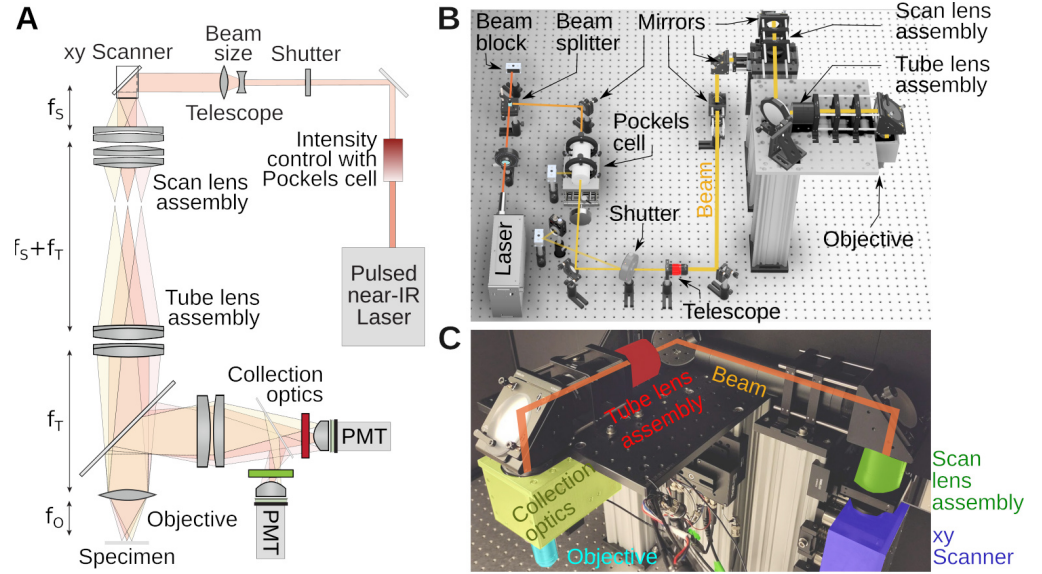 A
xy Scanner
Beam
size
Shutter
Telescope
fS
Intensity
control with
Pockels cell
Scan lens
assembly
fS+fT
Pulsed
near-IR
Laser
Tube lens
assembly
Collection
optics
fT
PMT
fO
Objective
PMT
Specimen
B
Beam
block
Beam
splitter
Mirrors
Scan lens
assembly
Tube lens
assembly
Pockels
cell
Beam
Shutter
Laser
Objective
Telescope
C
Tube lens
assembly
Beam
Collection
optics
Objective
Scan
lens
assembly
xy
Scanner